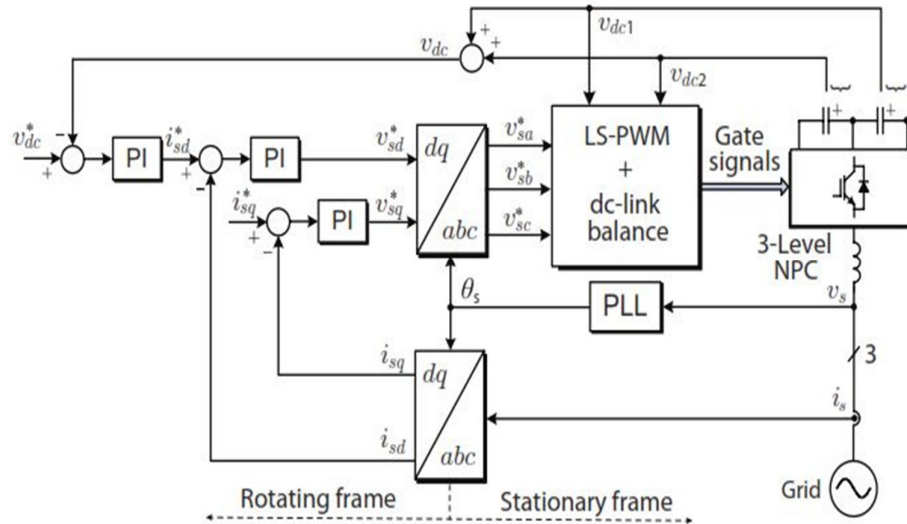 v_dc
+
+
v_dc1
v_dc2
-
v*_dc
+
PI
i*_sd
+
-
PI
v*_sd
dq
abc
v*_sa
v*_sb
v*_sc
LS-PWM
+
dc-link
balance
Gate
signals
+
+
3-Level
NPC
i*_sq
+
-
PI
v*_sq
θ_s
PLL
v_s
3
i_sq
dq
abc
i_s
i_sd
Grid
Rotating frame
Stationary frame